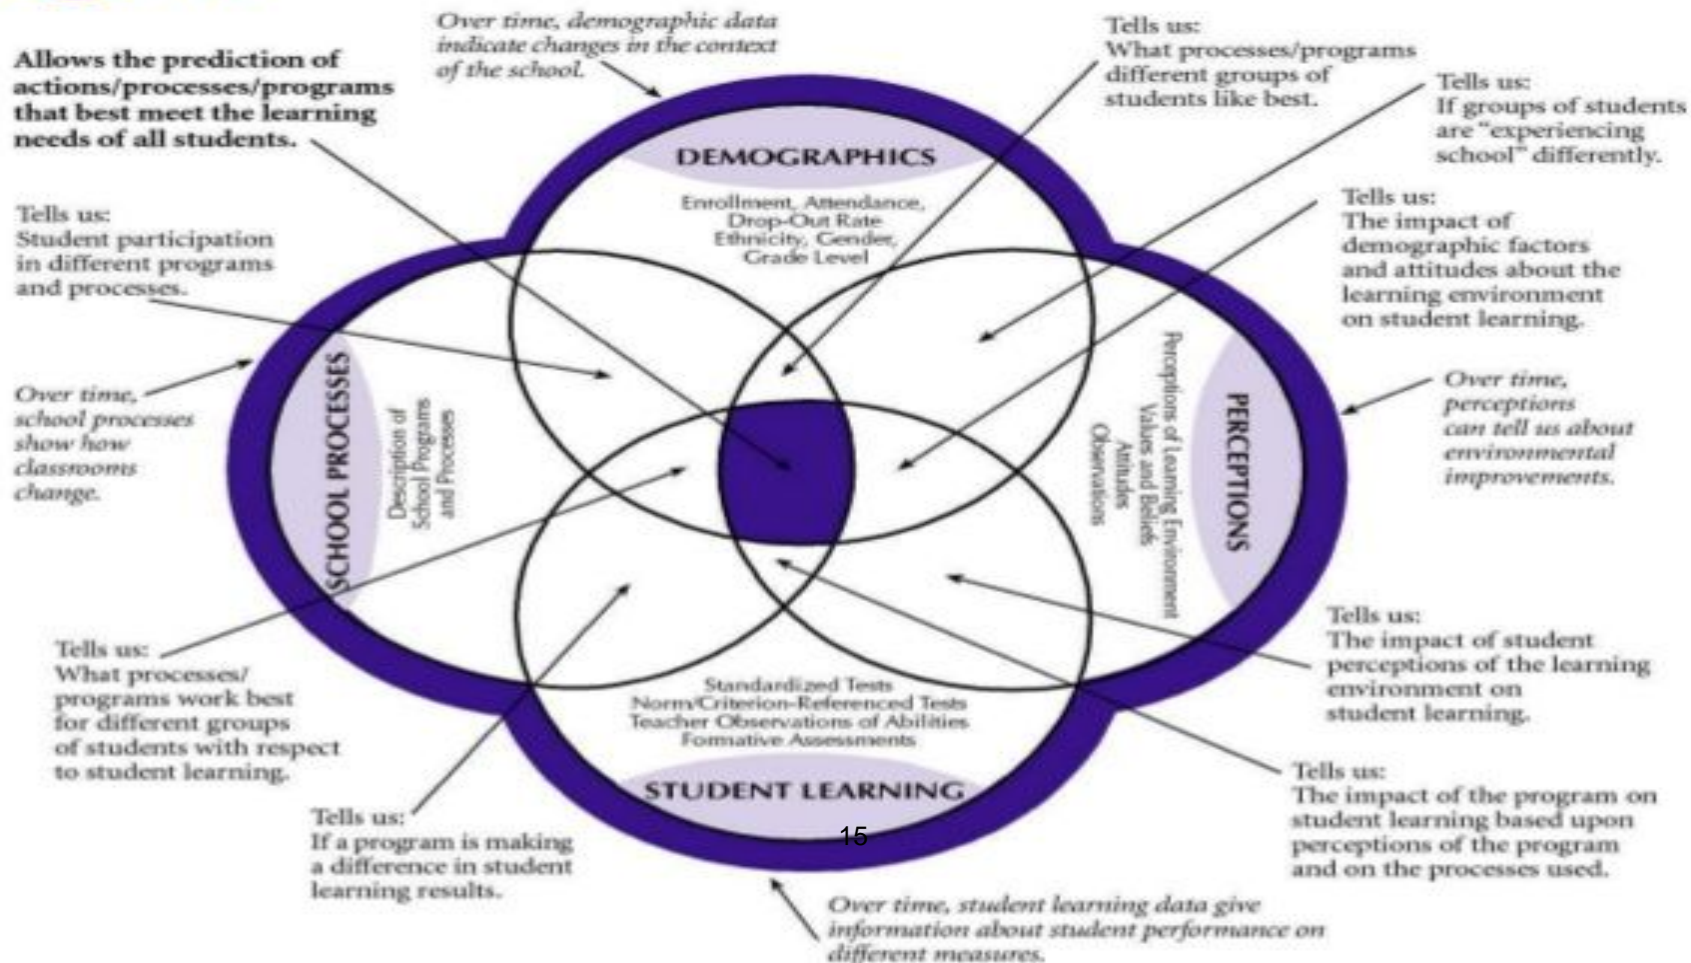 Over time, demographic data
indicate changes in the context
of the school.
Tells us:
What processes/programs
different groups of
students like best.
Allows the prediction of
actions/processes/programs
that best meet the learning
needs of all students.
Tells us:
If groups of students
are “experiencing
school” differently.
DEMOGRAPHICS
Enrollment, Attendance,
Drop-Out Rate
Ethnicity, Gender,
Grade Level
Tells us:
Student participation
in different programs
and processes.
Tells us:
The impact of
demographic factors
and attitudes about the
learning environment
on student learning.
Over time,
school processes
show how
classrooms
change.
SCHOOL PROCESSES
Description of
School Programs
and Processes
PERCEPTIONS
Perceptions of Learning Environment
Values and Beliefs
Attitudes
Observations
Over time,
perceptions
can tell us about
environmental
improvements.
Tells us:
What processes/
programs work best
for different groups
of students with respect
to student learning.
Standardized Tests
Norm/Criterion-Referenced Tests
Teacher Observations of Abilities
Formative Assessments
STUDENT LEARNING
15
Tells us:
The impact of student
perceptions of the learning
environment on
student learning.
Tells us:
If a program is making
a difference in student
learning results.
Tells us:
The impact of the program on
student learning based upon
perceptions of the program
and on the processes used.
Over time, student learning data give
information about student performance on
different measures.